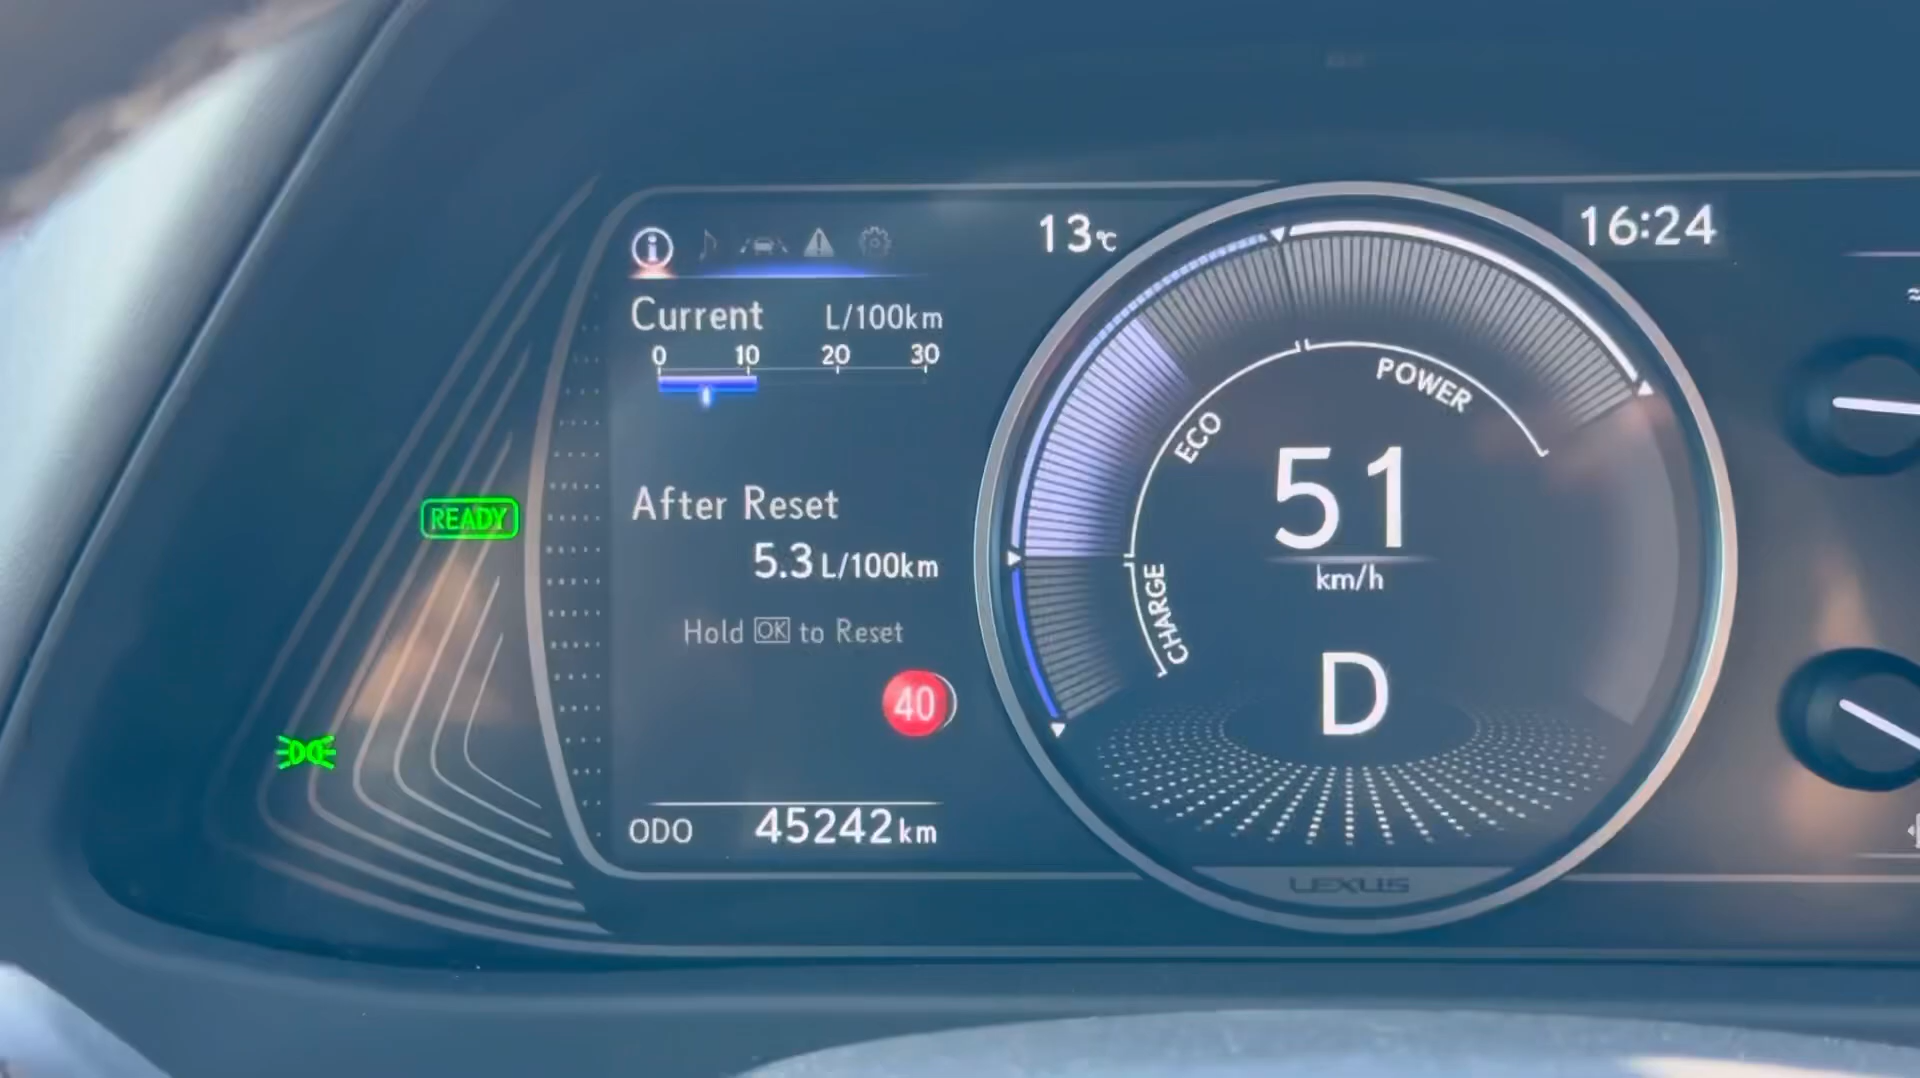 13°C
16:24
Current L/100km
0 10 20 30
POWER
ECO
CHARGE
51
km/h
READY
After Reset
5.3 L/100km
Hold OK to Reset
40
D
ODO 45242 km
LEXUS